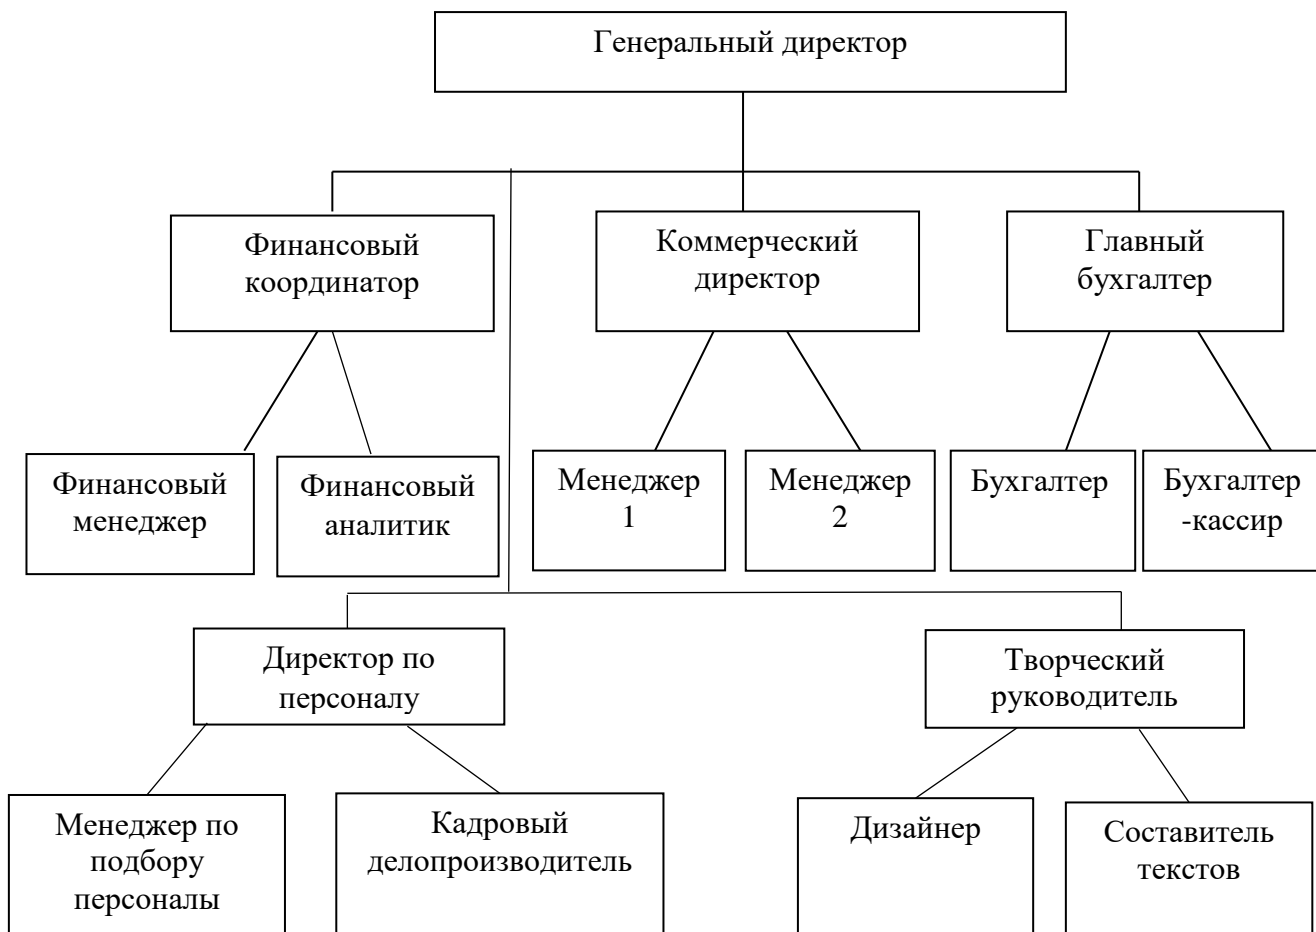 Генеральный директор
Финансовый
координатор
Коммерческий
директор
Главный
бухгалтер
Финансовый
менеджер
Финансовый
аналитик
Менеджер
1
Менеджер
2
Бухгалтер
Бухгалтер
-кассир
Директор по
персоналу
Творческий
руководитель
Менеджер по
подбору
персоналы
Кадровый
делопроизводитель
Дизайнер
Составитель
текстов